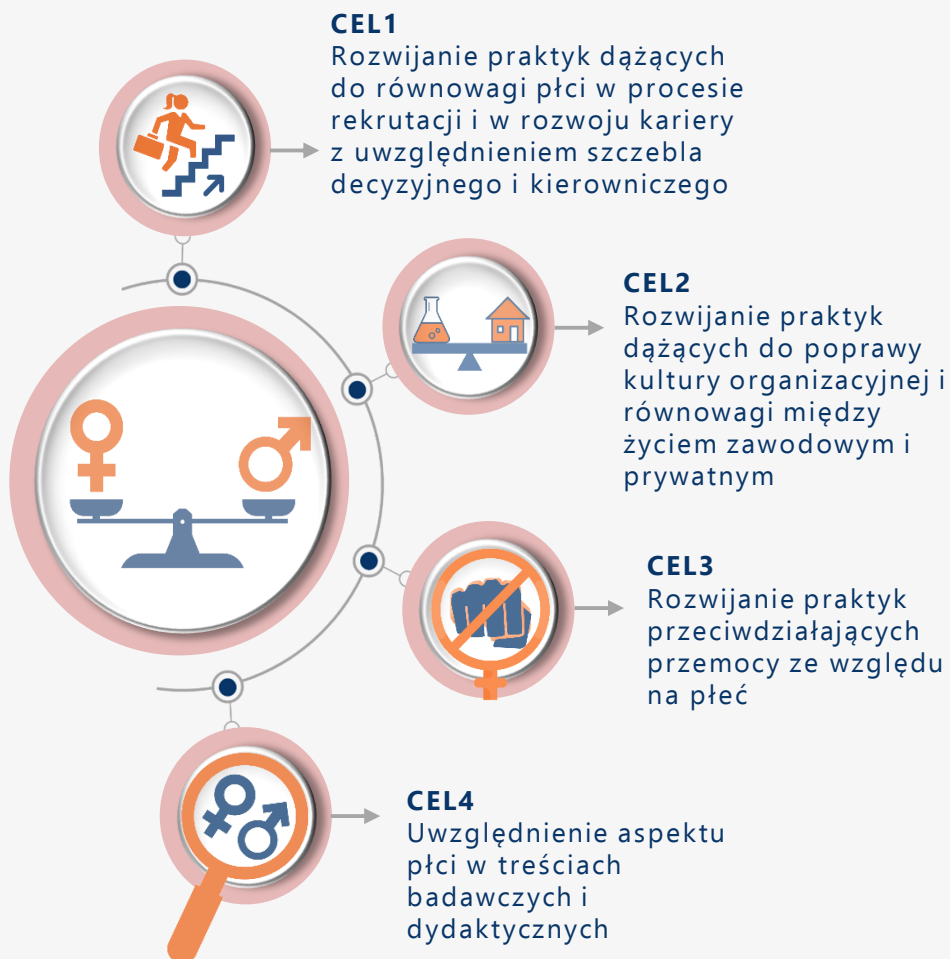 CEL1
Rozwijanie praktyk dążących
do równowagi płci w procesie
rekrutacji i w rozwoju kariery
z uwzględnieniem szczebla
decyzyjnego i kierowniczego
CEL2
Rozwijanie praktyk
dążących do poprawy
kultury organizacyjnej i
równowagi między
życiem zawodowym i
prywatnym
CEL3
Rozwijanie praktyk
przeciwdziałających
przemocy ze względu
na płeć
CEL4
Uwzględnienie aspektu
płci w treściach
badawczych i
dydaktycznych